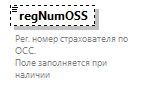 regNumOSS
Рег. номер страхователя по
ОСС.
Поле заполняется при
наличии